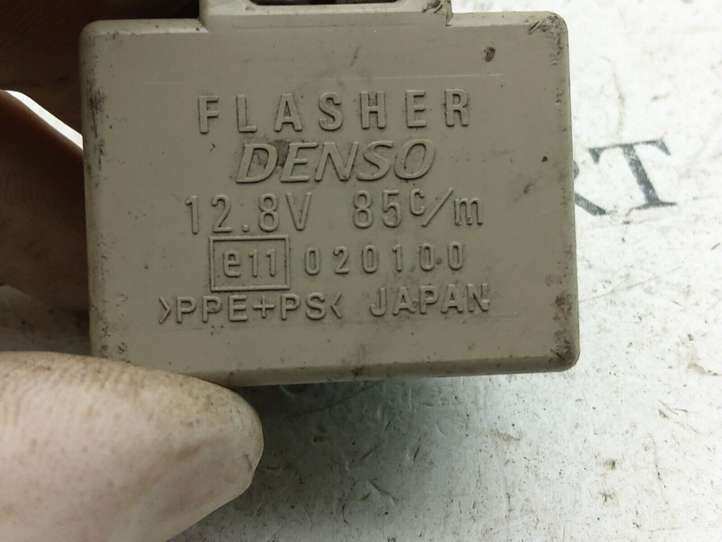 FLASHER
DENSO
12.8V 85c/m
e11 020100
>PPE+PS< JAPAN